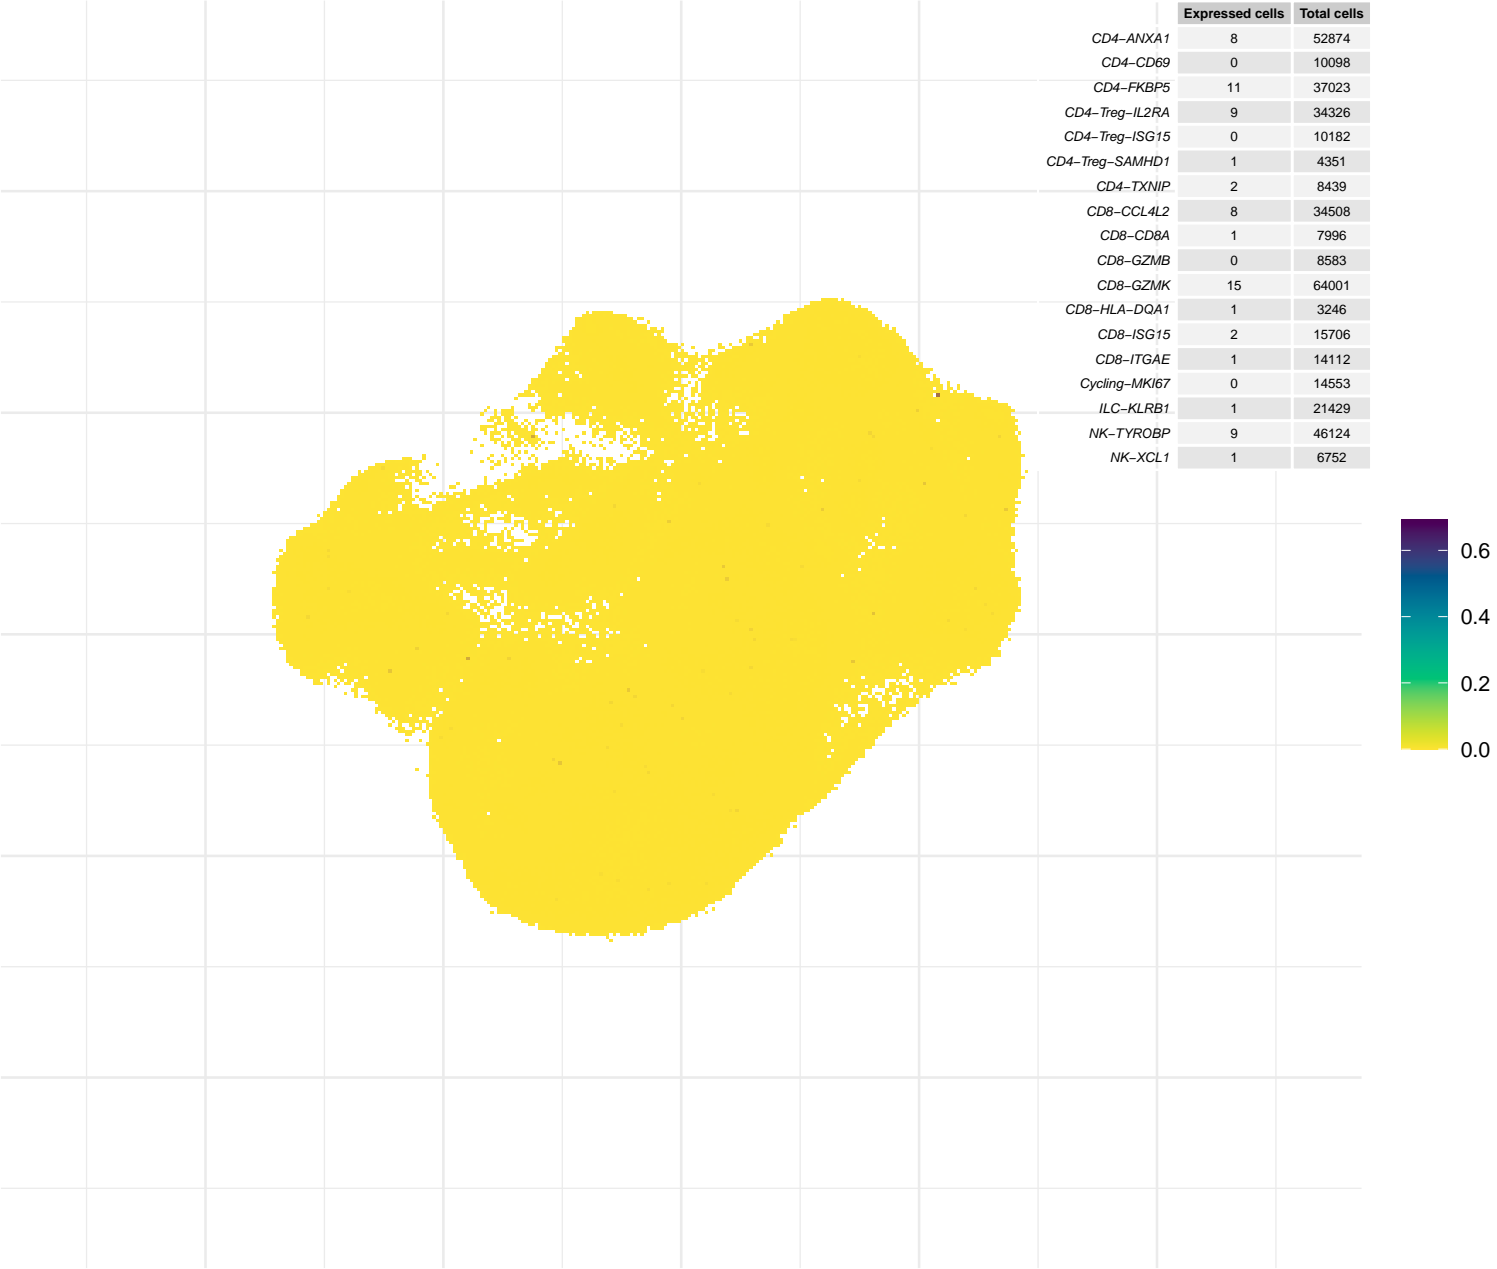 Expressed cells Total cells
CD4−ANXA1 8 52874
CD4−CD69 0 10098
CD4−FKBP5 11 37023
CD4−Treg−IL2RA 9 34326
CD4−Treg−ISG15 0 10182
CD4−Treg−SAMHD1 1 4351
CD4−TXNIP 2 8439
CD8−CCL4L2 8 34508
CD8−CD8A 1 7996
CD8−GZMB 0 8583
CD8−GZMK 15 64001
CD8−HLA−DQA1 1 3246
CD8−ISG15 2 15706
CD8−ITGAE 1 14112
Cycling−MKI67 0 14553
ILC−KLRB1 1 21429
NK−TYROBP 9 46124
NK−XCL1 1 6752
0.6
0.4
0.2
0.0